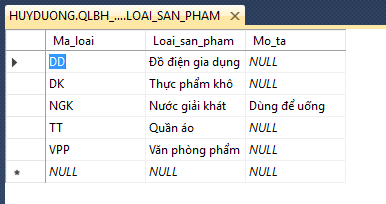 HUYDUONG.QLBH_....LOAI_SAN_PHAM
Ma_loai Loai_san_pham Mo_ta
DD Đồ điện gia dụng NULL
DK Thực phẩm khô NULL
NGK Nước giải khát Dùng để uống
TT Quần áo NULL
VPP Văn phòng phẩm NULL
NULL NULL NULL